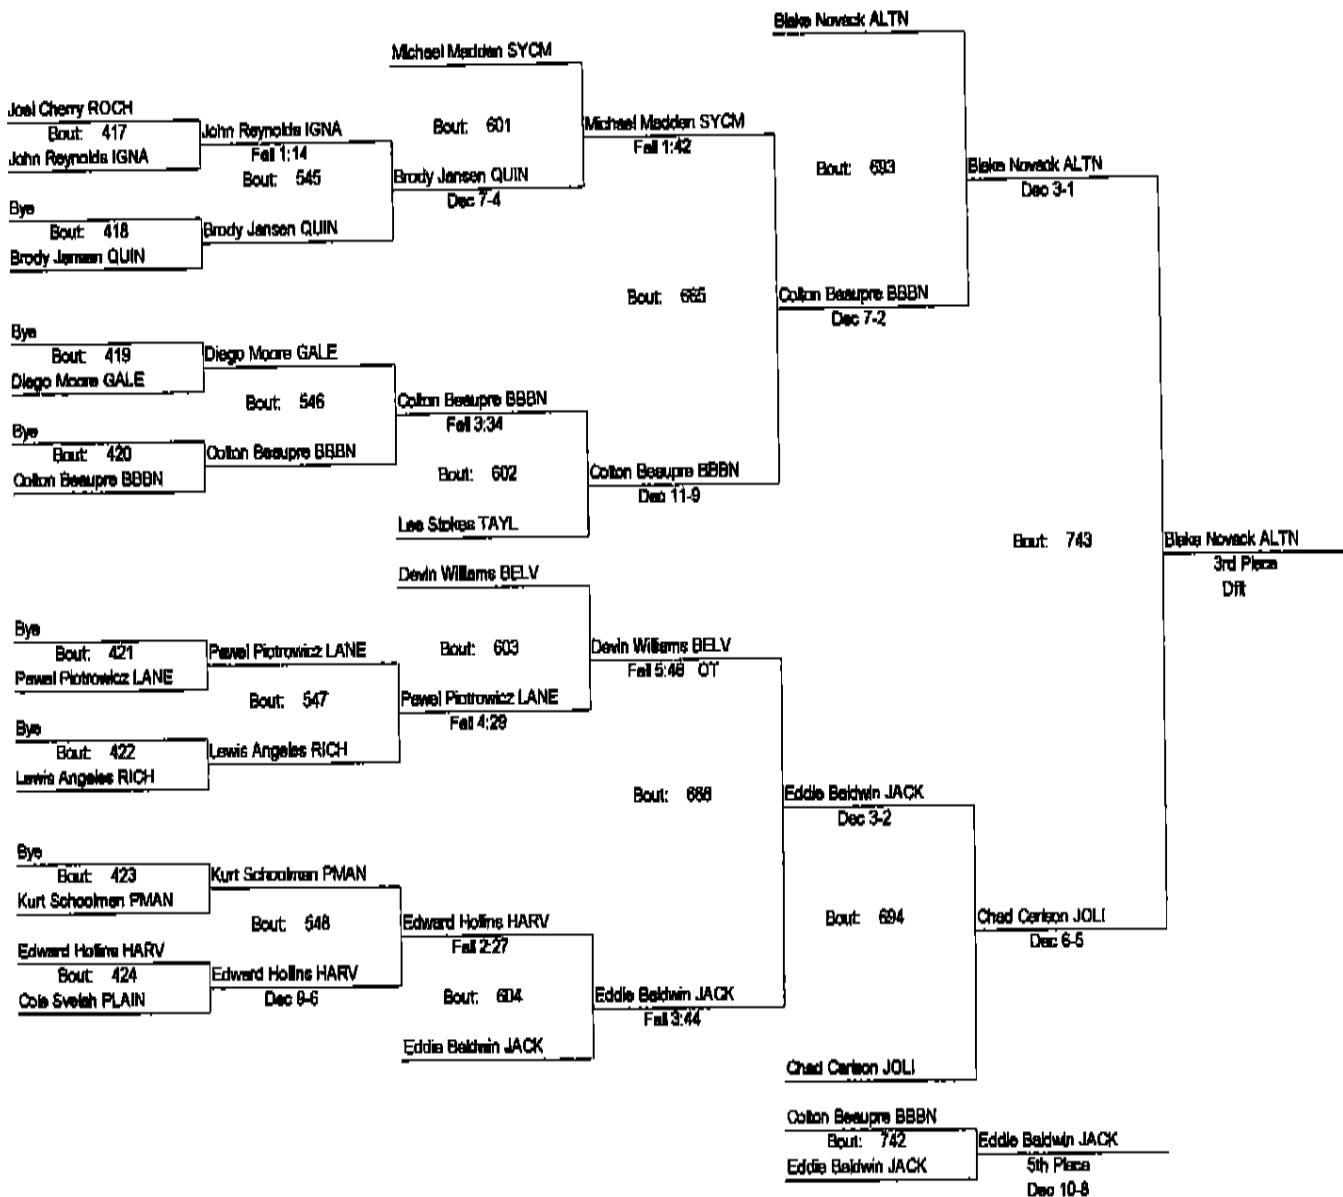 Blake Novack ALTN
Michael Madden SYCM
Joel Cherry ROCH
Bout: 417
John Reynolds IGNA
John Reynolds IGNA
Fall 1:14
Bout: 545
Bout: 601
Michael Madden SYCM
Fall 1:42
Brody Jansen QUIN
Dec 7-4
Bout: 693
Blake Novack ALTN
Dec 3-1
Bye
Bout: 418
Brody Jansen QUIN
Brody Jansen QUIN
Bout: 665
Colton Beaupre BBBN
Dec 7-2
Bye
Bout: 419
Diego Moore GALE
Diego Moore GALE
Bout: 546
Colton Beaupre BBBN
Fall 3:34
Bye
Bout: 420
Colton Beaupre BBBN
Colton Beaupre BBBN
Bout: 602
Colton Beaupre BBBN
Dec 11-9
Lee Stokes TAYL
Bout: 743
Blake Novack ALTN
3rd Place
Dflt
Devin Williams BELV
Bye
Bout: 421
Pawel Piotrowicz LANE
Pawel Piotrowicz LANE
Bout: 603
Devin Williams BELV
Fall 5:46 OT
Bout: 547
Pawel Piotrowicz LANE
Fall 4:29
Bye
Bout: 422
Lewis Angeles RICH
Lewis Angeles RICH
Bout: 666
Eddie Baldwin JACK
Dec 3-2
Bye
Bout: 423
Kurt Schoolman PMAN
Kurt Schoolman PMAN
Bout: 548
Edward Hollins HARV
Fall 2:27
Bout: 694
Chad Carlson JOLI
Dec 6-5
Edward Hollins HARV
Bout: 424
Cole Svelah PLAIN
Edward Hollins HARV
Dec 9-6
Bout: 604
Eddie Baldwin JACK
Fall 3:44
Eddie Baldwin JACK
Chad Carlson JOLI
Colton Beaupre BBBN
Bout: 742
Eddie Baldwin JACK
Eddie Baldwin JACK
5th Place
Dec 10-8